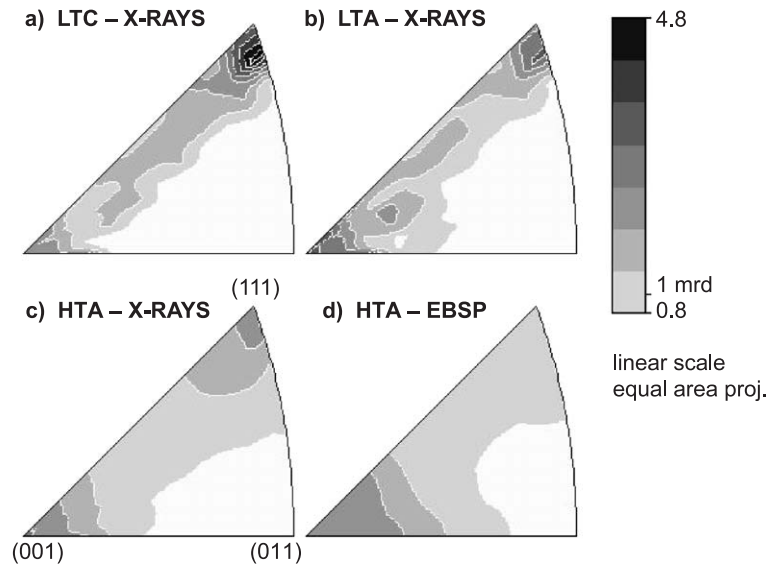 a) LTC – X-RAYS
b) LTA – X-RAYS
4.8
1 mrd
0.8
(111)
c) HTA – X-RAYS
d) HTA – EBSP
linear scale
equal area proj.
(001)
(011)